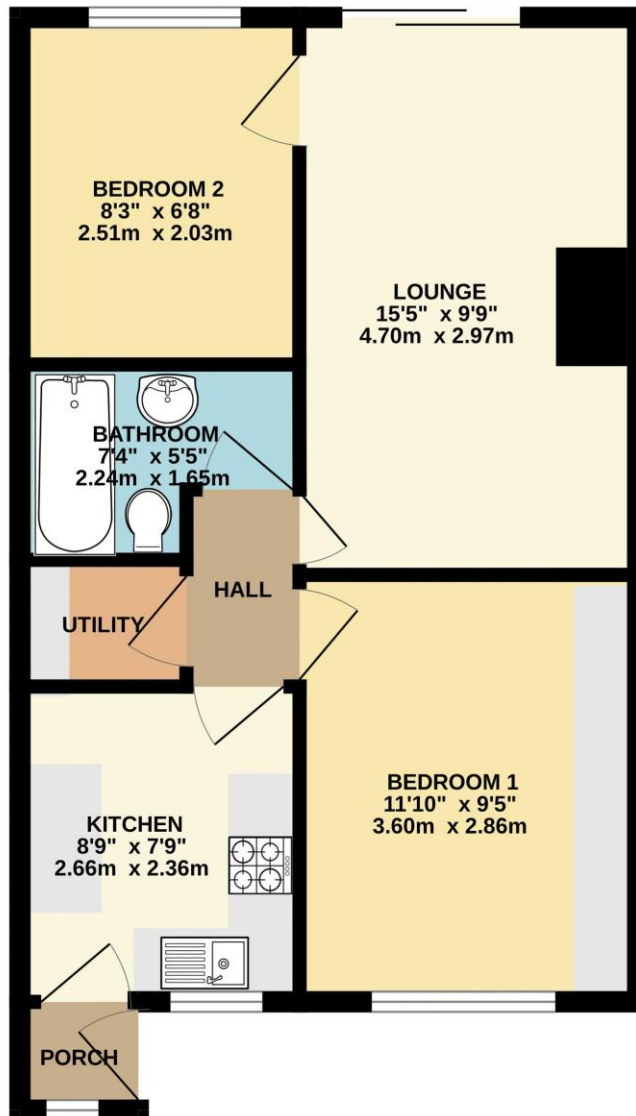 BEDROOM 2
8'3" x 6'8"
2.51m x 2.03m
LOUNGE
15'5" x 9'9"
4.70m x 2.97m
BATHROOM
7'4" x 5'5"
2.24m x 1.65m
HALL
UTILITY
KITCHEN
8'9" x 7'9"
2.66m x 2.36m
BEDROOM 1
11'10" x 9'5"
3.60m x 2.86m
PORCH